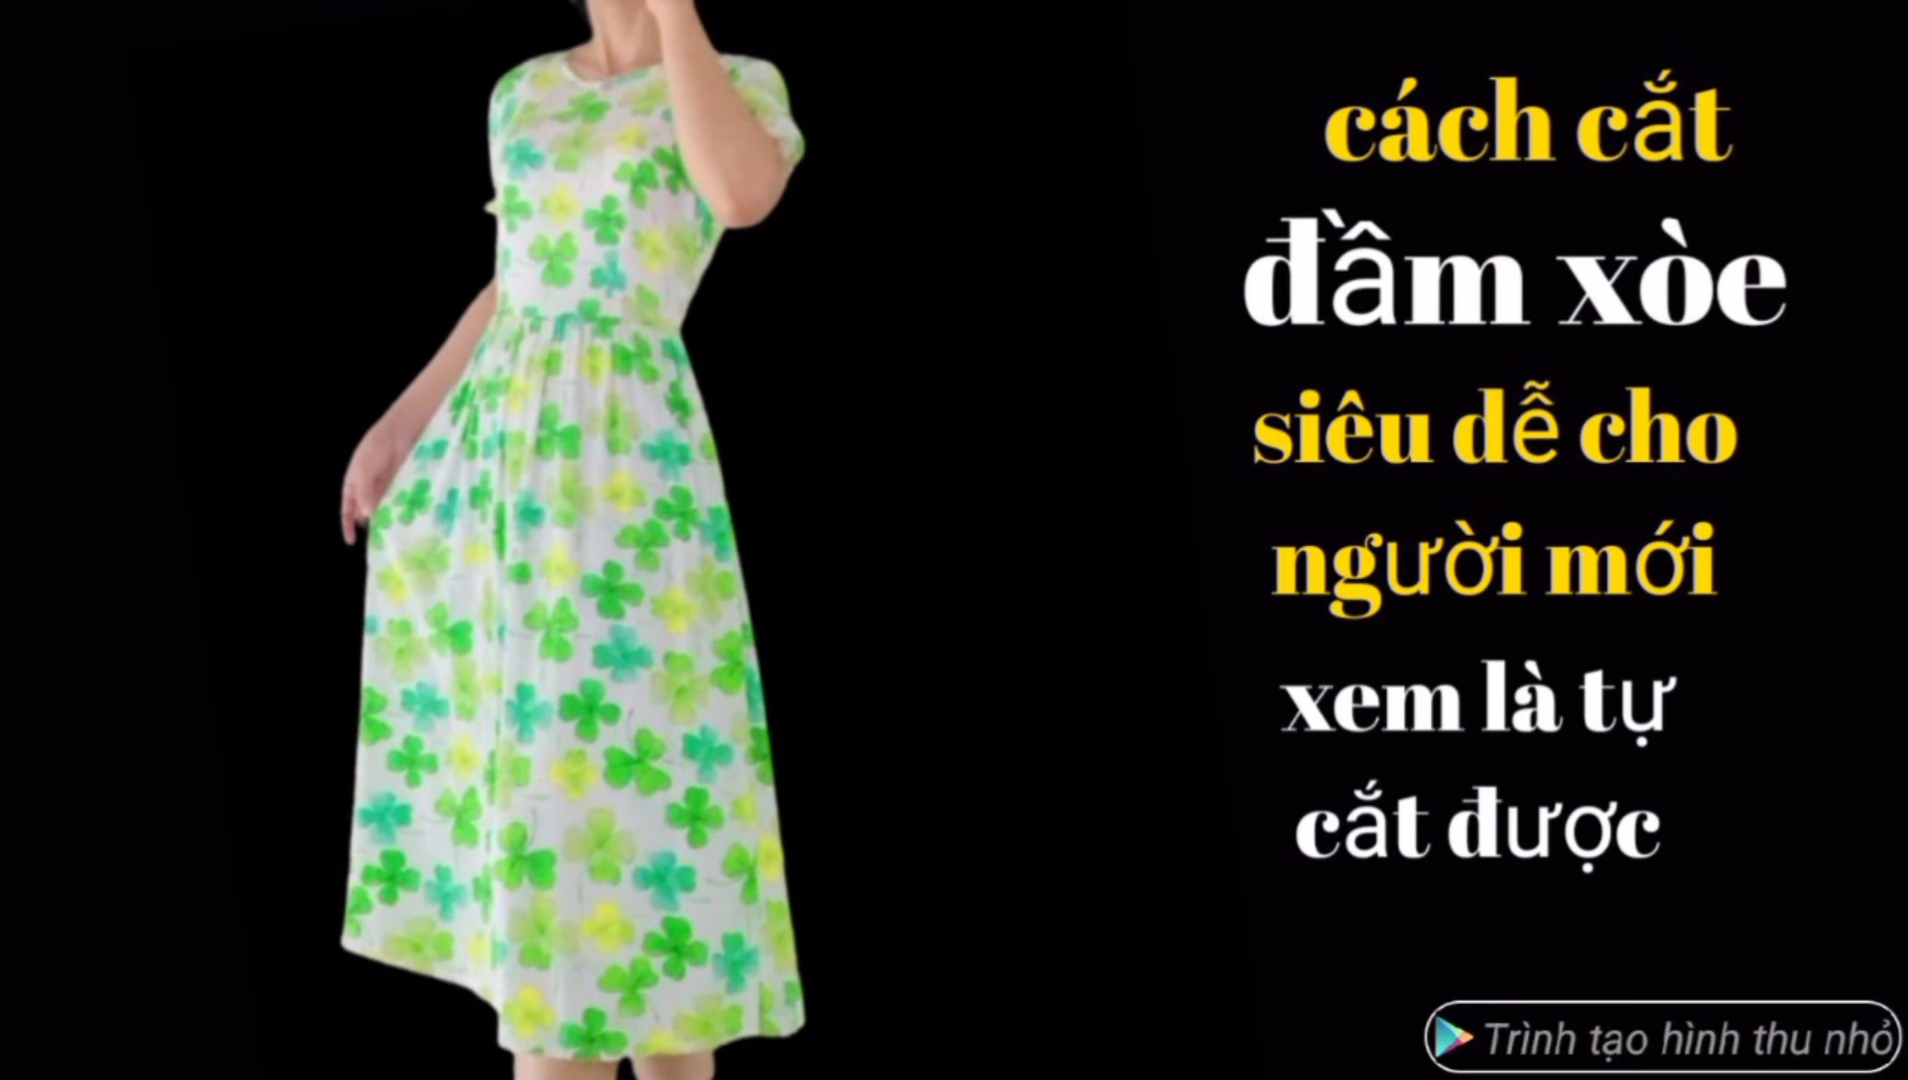 cách cắt
đầm xòe
siêu dễ cho
người mới
xem là tự
cắt được
Trình tạo hình thu nhỏ